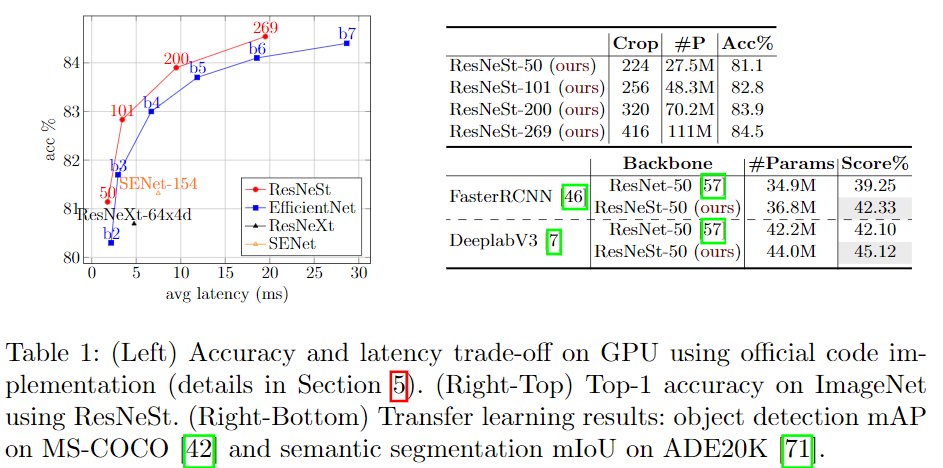 269
b7
200
b6
b5
84
101
b4
83
acc %
b3
82
50
SENet-154
ResNeXt-64x4d
81
b2
80
ResNeSt
EfficientNet
ResNeXt
SENet
0 5 10 15 20 25 30
avg latency (ms)
Crop #P Acc%
ResNeSt-50 (ours) 224 27.5M 81.1
ResNeSt-101 (ours) 256 48.3M 82.8
ResNeSt-200 (ours) 320 70.2M 83.9
ResNeSt-269 (ours) 416 111M 84.5
Backbone #Params Score%
FasterRCNN [46] ResNet-50 [57] 34.9M 39.25
ResNeSt-50 (ours) 36.8M 42.33
DeeplabV3 [7] ResNet-50 [57] 42.2M 42.10
ResNeSt-50 (ours) 44.0M 45.12
Table 1: (Left) Accuracy and latency trade-off on GPU using official code im-
plementation (details in Section 5). (Right-Top) Top-1 accuracy on ImageNet
using ResNeSt. (Right-Bottom) Transfer learning results: object detection mAP
on MS-COCO [42] and semantic segmentation mIoU on ADE20K [71].